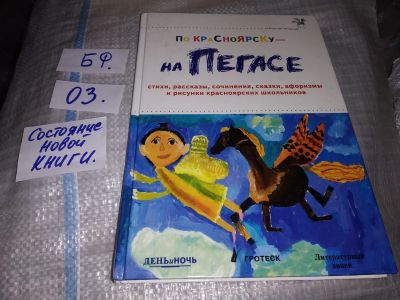 По КРАСНОЯРСКУ—
НА ПЕГАСЕ
стихи, рассказы, сочинения, сказки, афоризмы
и рисунки красноярских школьников
БФ.
03.
Состояние
новой
книги.
ДЕНЬиНОЧЬ
ГРОТЕСК
Литературный
лицей